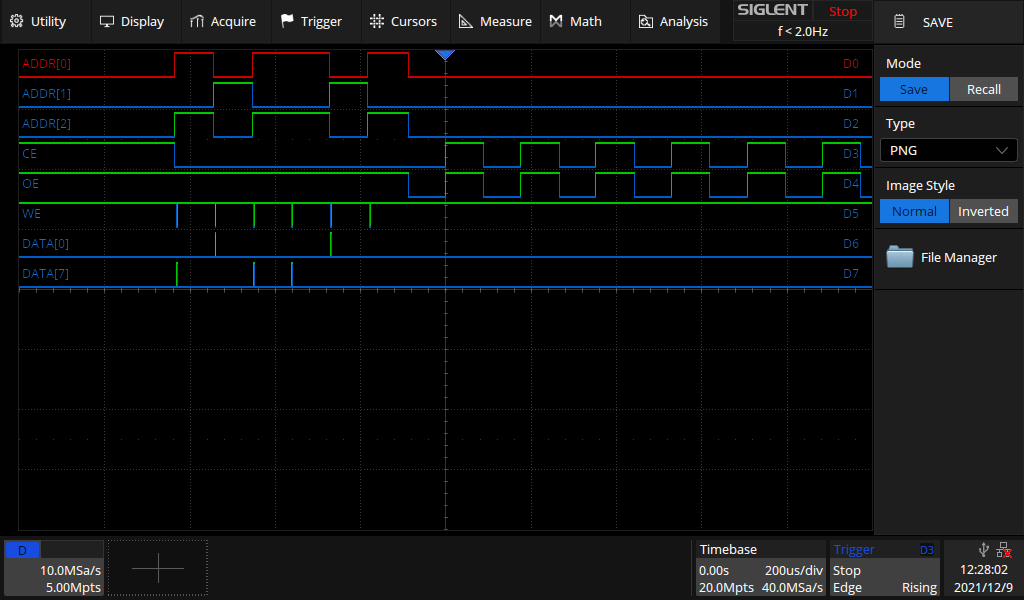 Utility Display Acquire Trigger Cursors Measure Math Analysis
SIGLENT Stop
f < 2.0Hz
SAVE
Mode
Save Recall
Type
PNG
Image Style
Normal Inverted
File Manager
ADDR[0] D0
ADDR[1] D1
ADDR[2] D2
CE D3
OE D4
WE D5
DATA[0] D6
DATA[7] D7
D
10.0MSa/s
5.00Mpts
Timebase
0.00s 200us/div
20.0Mpts 40.0MSa/s
Trigger D3
Stop
Edge Rising
12:28:02
2021/12/9